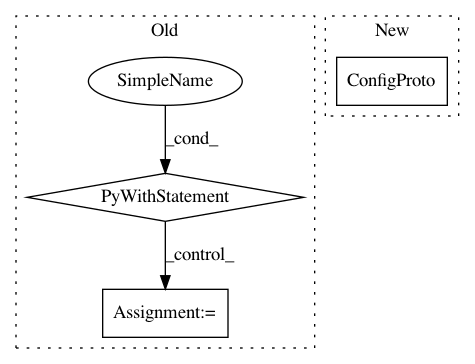 Old
New
SimpleName
ConfigProto
_cond_
PyWithStatement
_control_
Assignment:=